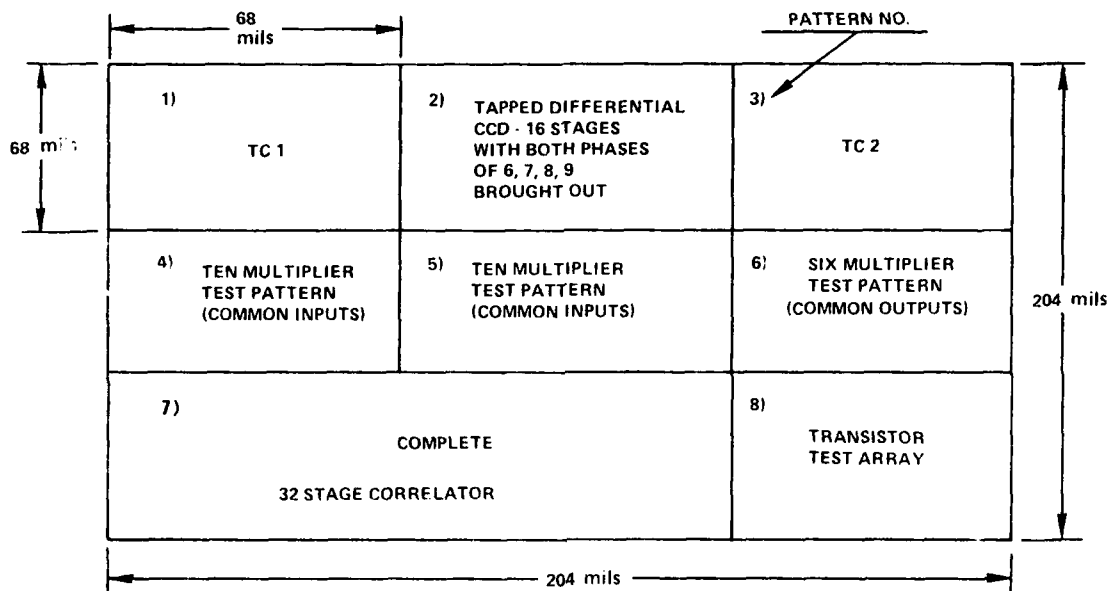 68
mils
PATTERN NO.
68 mils
1)
TC 1
2)
TAPPED DIFFERENTIAL
CCD - 16 STAGES
WITH BOTH PHASES
OF 6, 7, 8, 9
BROUGHT OUT
3)
TC 2
4)
TEN MULTIPLIER
TEST PATTERN
(COMMON INPUTS)
5)
TEN MULTIPLIER
TEST PATTERN
(COMMON INPUTS)
6)
SIX MULTIPLIER
TEST PATTERN
(COMMON OUTPUTS)
204 mils
7)
COMPLETE
32 STAGE CORRELATOR
8)
TRANSISTOR
TEST ARRAY
204 mils